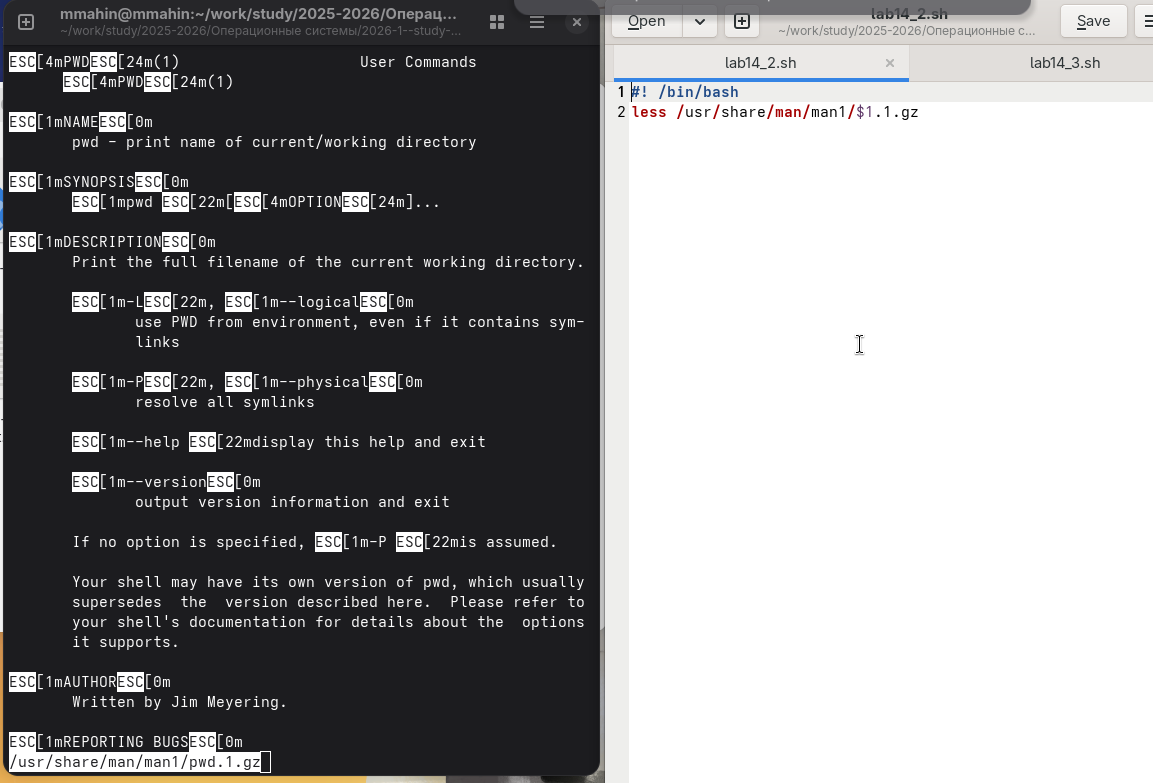 mmahin@mmahin:~/work/study/2025-2026/Операц...
~/work/study/2025-2026/Операционные системы/2026-1--study-...
ESC[4mPWDESC[24m(1) User Commands
ESC[4mPWDESC[24m(1)
ESC[1mNAMEESC[0m
pwd - print name of current/working directory
ESC[1mSYNOPSISESC[0m
ESC[1mpwd ESC[22m[ESC[4mOPTIONESC[24m]...
ESC[1mDESCRIPTIONESC[0m
Print the full filename of the current working directory.
ESC[1m-LESC[22m, ESC[1m--logicalESC[0m
use PWD from environment, even if it contains sym-
links
ESC[1m-PESC[22m, ESC[1m--physicalESC[0m
resolve all symlinks
ESC[1m--help ESC[22mdisplay this help and exit
ESC[1m--versionESC[0m
output version information and exit
If no option is specified, ESC[1m-P ESC[22mis assumed.
Your shell may have its own version of pwd, which usually
supersedes  the  version described here.  Please refer to
your shell's documentation for details about the  options
it supports.
ESC[1mAUTHORESC[0m
Written by Jim Meyering.
ESC[1mREPORTING BUGSESC[0m
/usr/share/man/man1/pwd.1.gz
Open
lab14_2.sh
~/work/study/2025-2026/Операционные с...
Save
lab14_2.sh
lab14_3.sh
1 #! /bin/bash
2 less /usr/share/man/man1/$1.1.gz